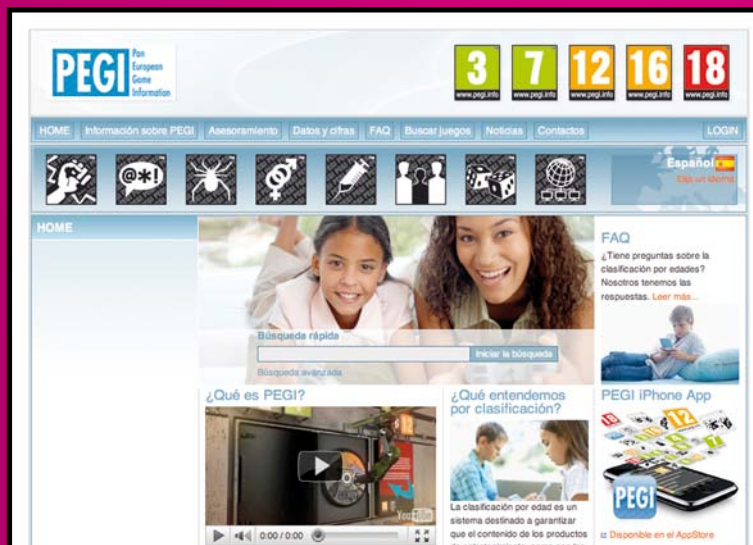 PEGI
Pan
European
Game
Information
3 7 12 16 18
www.pegi.info www.pegi.info www.pegi.info www.pegi.info www.pegi.info
HOME Información sobre PEGI Asesoramiento Datos y cifras FAQ Buscar juegos Noticias Contactos LOGIN
@*!
Español
Elija un idioma
HOME
Búsqueda rápida
Iniciar la búsqueda
Búsqueda avanzada
FAQ
¿Tiene preguntas sobre la
clasificación por edades?
Nosotros tenemos las
respuestas. Leer más...
¿Qué es PEGI?
12
YouTube
0:00 / 0:00
¿Qué entendemos
por clasificación?
La clasificación por edad es un
sistema destinado a garantizar
que el contenido de los productos
PEGI iPhone App
18
12
PEGI
Disponible en el AppStore